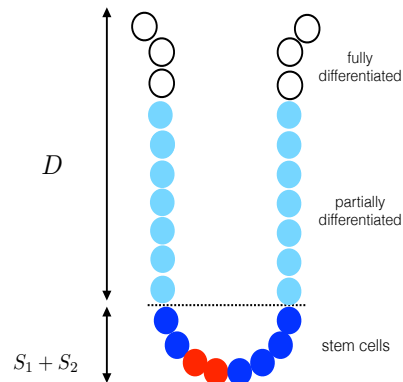 fully
differentiated
D
partially
differentiated
stem cells
S₁ + S₂